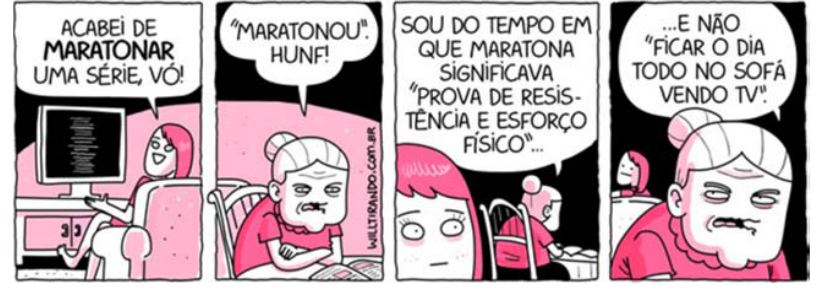 ACABEI DE
MARATONAR
UMA SÉRIE, VÓ!
"MARATONOU".
HUNF!
WILLTIRANDO.COM.BR
SOU DO TEMPO EM
QUE MARATONA
SIGNIFICAVA
"PROVA DE RESIS-
TÊNCIA E ESFORÇO
FÍSICO"...
...E NÃO
"FICAR O DIA
TODO NO SOFÁ
VENDO TV".